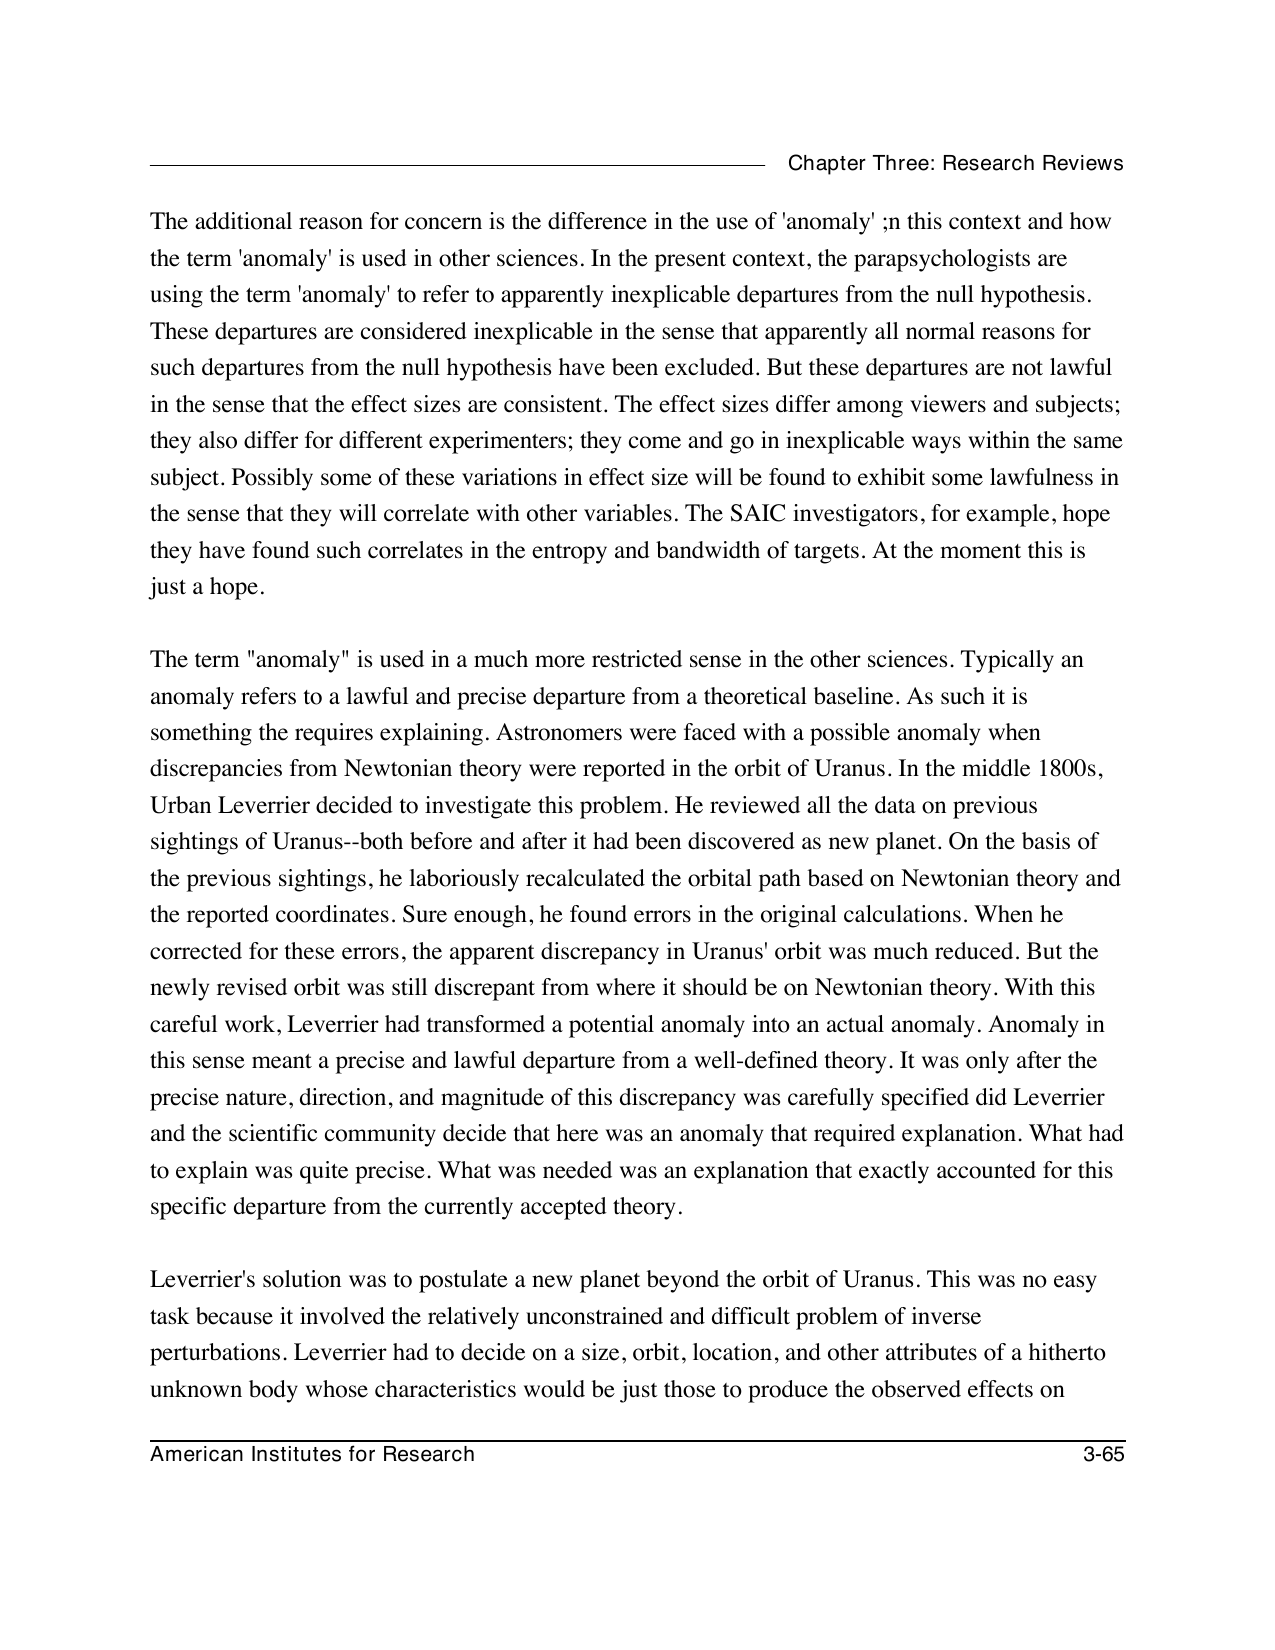 Chapter Three: Research Reviews
The additional reason for concern is the difference in the use of 'anomaly' ;n this context and how
the term 'anomaly' is used in other sciences. In the present context, the parapsychologists are
using the term 'anomaly' to refer to apparently inexplicable departures from the null hypothesis.
These departures are considered inexplicable in the sense that apparently all normal reasons for
such departures from the null hypothesis have been excluded. But these departures are not lawful
in the sense that the effect sizes are consistent. The effect sizes differ among viewers and subjects;
they also differ for different experimenters; they come and go in inexplicable ways within the same
subject. Possibly some of these variations in effect size will be found to exhibit some lawfulness in
the sense that they will correlate with other variables. The SAIC investigators, for example, hope
they have found such correlates in the entropy and bandwidth of targets. At the moment this is
just a hope.
The term "anomaly" is used in a much more restricted sense in the other sciences. Typically an
anomaly refers to a lawful and precise departure from a theoretical baseline. As such it is
something the requires explaining. Astronomers were faced with a possible anomaly when
discrepancies from Newtonian theory were reported in the orbit of Uranus. In the middle 1800s,
Urban Leverrier decided to investigate this problem. He reviewed all the data on previous
sightings of Uranus--both before and after it had been discovered as new planet. On the basis of
the previous sightings, he laboriously recalculated the orbital path based on Newtonian theory and
the reported coordinates. Sure enough, he found errors in the original calculations. When he
corrected for these errors, the apparent discrepancy in Uranus' orbit was much reduced. But the
newly revised orbit was still discrepant from where it should be on Newtonian theory. With this
careful work, Leverrier had transformed a potential anomaly into an actual anomaly. Anomaly in
this sense meant a precise and lawful departure from a well-defined theory. It was only after the
precise nature, direction, and magnitude of this discrepancy was carefully specified did Leverrier
and the scientific community decide that here was an anomaly that required explanation. What had
to explain was quite precise. What was needed was an explanation that exactly accounted for this
specific departure from the currently accepted theory.
Leverrier's solution was to postulate a new planet beyond the orbit of Uranus. This was no easy
task because it involved the relatively unconstrained and difficult problem of inverse
perturbations. Leverrier had to decide on a size, orbit, location, and other attributes of a hitherto
unknown body whose characteristics would be just those to produce the observed effects on
American Institutes for Research 3-65